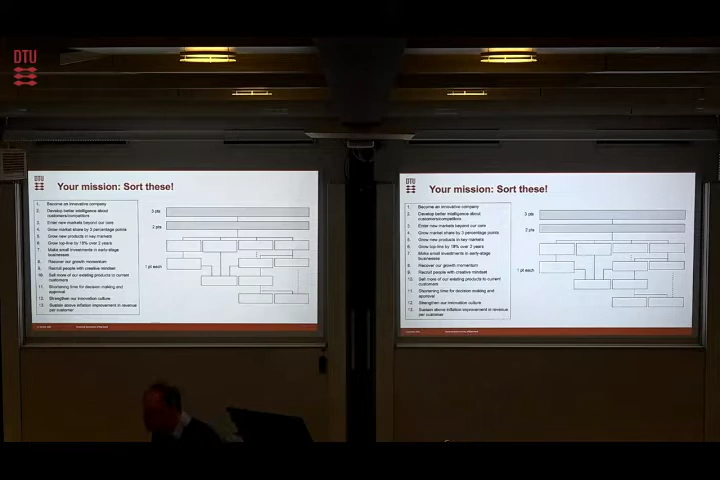 DTU
DTU
Your mission: Sort these!
1. Become an innovative company
2. Develop better intelligence about
customers/competitors
3. Enter new markets beyond our core
4. Grow market share by 3 percentage points
5. Grow new products in key markets
6. Grow top-line by 18% over 2 years
7. Make small investments in early-stage
businesses
8. Recover our growth momentum
9. Recruit people with creative mindset
10. Sell more of our existing products to current
customers
11. Shortening time for decision making and
approval
12. Strengthen our innovation culture
13. Sustain above inflation improvement in revenue
per customer
3 pts
2 pts
1 pt each
DTU
Your mission: Sort these!
1. Become an innovative company
2. Develop better intelligence about
customers/competitors
3. Enter new markets beyond our core
4. Grow market share by 3 percentage points
5. Grow new products in key markets
6. Grow top-line by 18% over 2 years
7. Make small investments in early-stage
businesses
8. Recover our growth momentum
9. Recruit people with creative mindset
10. Sell more of our existing products to current
customers
11. Shortening time for decision making and
approval
12. Strengthen our innovation culture
13. Sustain above inflation improvement in revenue
per customer
3 pts
2 pts
1 pt each